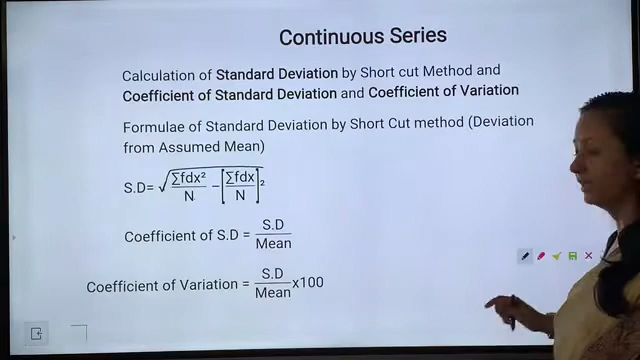 Continuous Series
Calculation of Standard Deviation by Short cut Method and
Coefficient of Standard Deviation and Coefficient of Variation
Formulae of Standard Deviation by Short Cut method (Deviation
from Assumed Mean)
S.D= √∑fdx²/N − [∑fdx/N]²
Coefficient of S.D = S.D/Mean
Coefficient of Variation = S.D/Mean x100